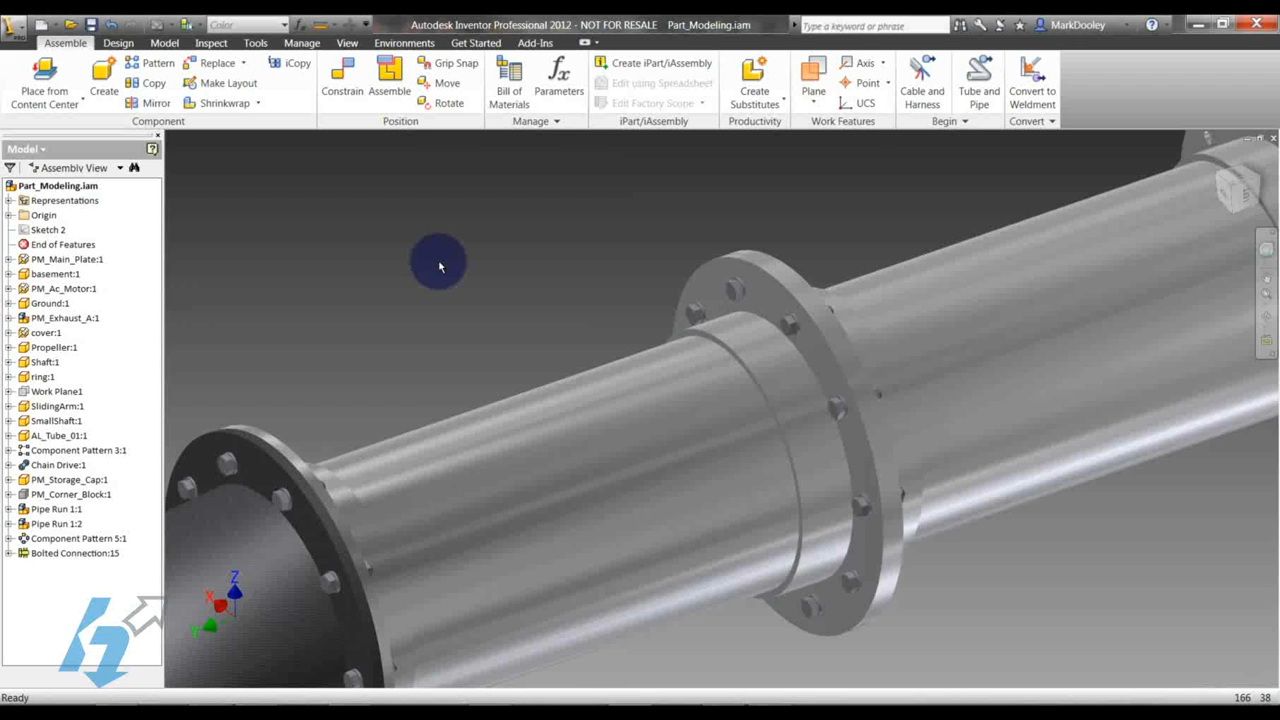 Color
Autodesk Inventor Professional 2012 - NOT FOR RESALE Part_Modeling.iam
Type a keyword or phrase
MarkDooley
Assemble Design Model Inspect Tools Manage View Environments Get Started Add-Ins
Place from
Content Center
Create
Pattern
Copy
Mirror
Replace
Make Layout
Shrinkwrap
iCopy
Component
Constrain
Assemble
Grip Snap
Move
Rotate
Position
Bill of
Materials
Parameters
Manage
Create iPart/iAssembly
Edit using Spreadsheet
Edit Factory Scope
iPart/iAssembly
Create
Substitutes
Productivity
Plane
Axis
Point
UCS
Work Features
Cable and
Harness
Tube and
Pipe
Begin
Convert to
Weldment
Convert
Model
Assembly View
Part_Modeling.iam
Representations
Origin
Sketch 2
End of Features
PM_Main_Plate:1
basement:1
PM_Ac_Motor:1
Ground:1
PM_Exhaust_A:1
cover:1
Propeller:1
Shaft:1
ring:1
Work Plane1
SlidingArm:1
SmallShaft:1
AL_Tube_01:1
Component Pattern 3:1
Chain Drive:1
PM_Storage_Cap:1
PM_Corner_Block:1
Pipe Run 1:1
Pipe Run 1:2
Component Pattern 5:1
Bolted Connection:15
Z
X
Y
Ready
166 38